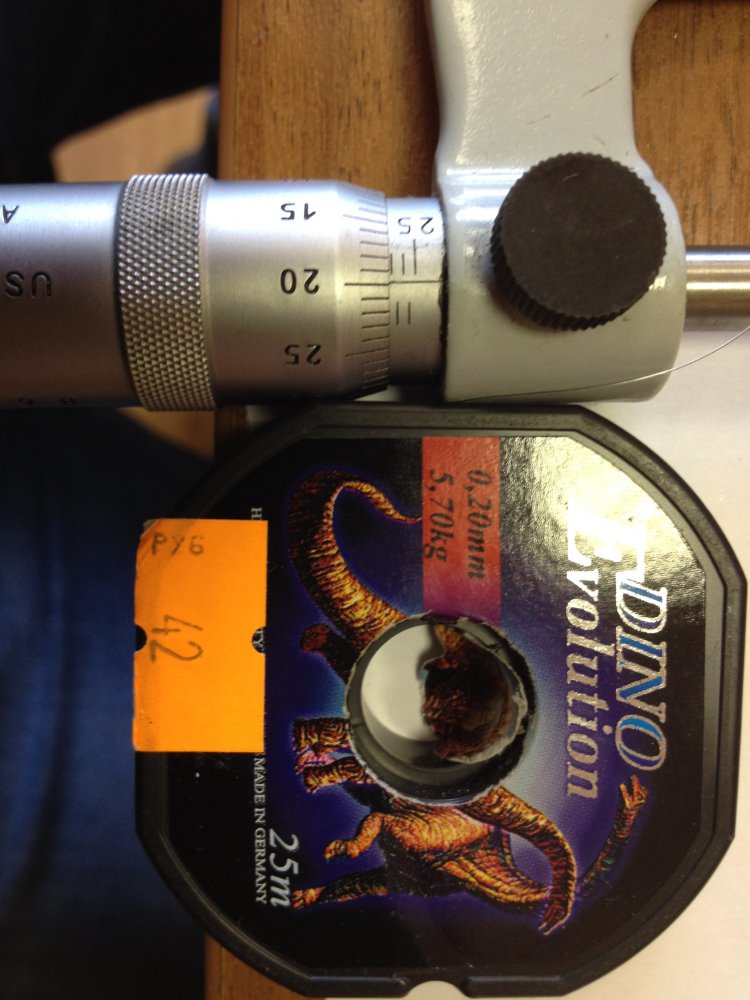 15
20
25
25
US
A
DINO
Evolution
0,20mm
5,70kg
25m
MADE IN GERMANY
РУБ
42